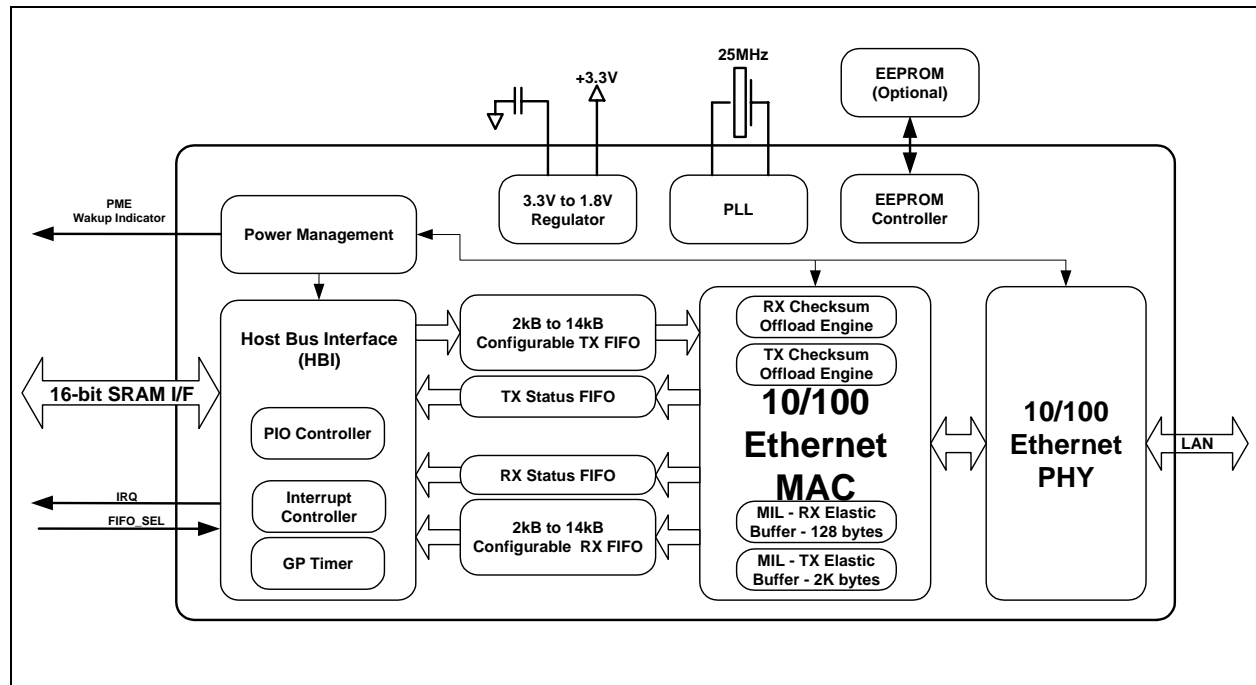 25MHz
+3.3V
EEPROM
(Optional)
3.3V to 1.8V
Regulator
PLL
EEPROM
Controller
PME
Wakup Indicator
Power Management
Host Bus Interface
(HBI)
2kB to 14kB
Configurable TX FIFO
RX Checksum
Offload Engine
TX Checksum
Offload Engine
16-bit SRAM I/F
TX Status FIFO
10/100
Ethernet
MAC
10/100
Ethernet
PHY
LAN
PIO Controller
RX Status FIFO
IRQ
FIFO_SEL
Interrupt
Controller
GP Timer
2kB to 14kB
Configurable RX FIFO
MIL - RX Elastic
Buffer - 128 bytes
MIL - TX Elastic
Buffer - 2K bytes